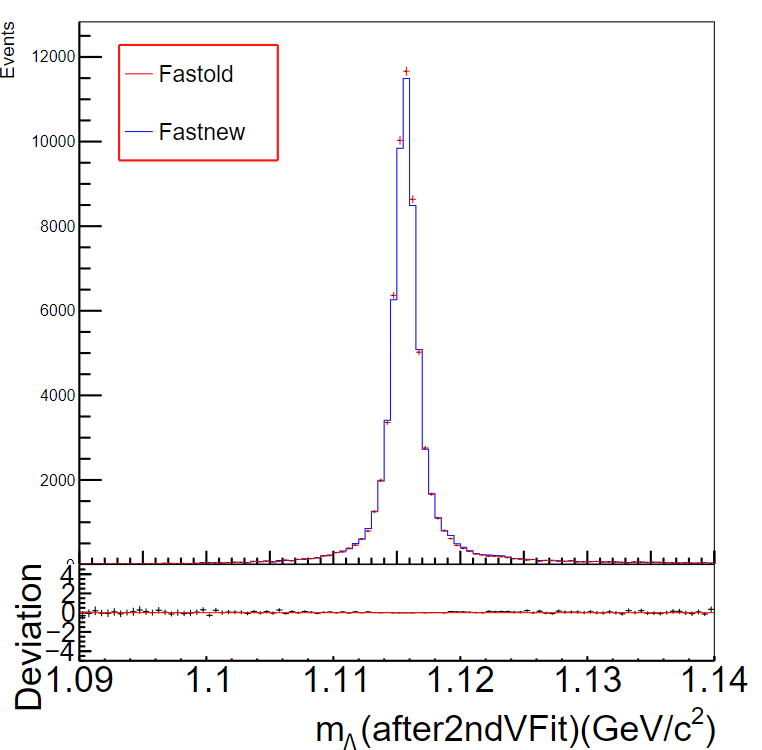 Events
12000
10000
8000
6000
4000
2000
0
Fastold
Fastnew
Deviation
4
2
0
−2
−4
1.09 1.1 1.11 1.12 1.13 1.14
m_Λ(after2ndVFit)(GeV/c²)